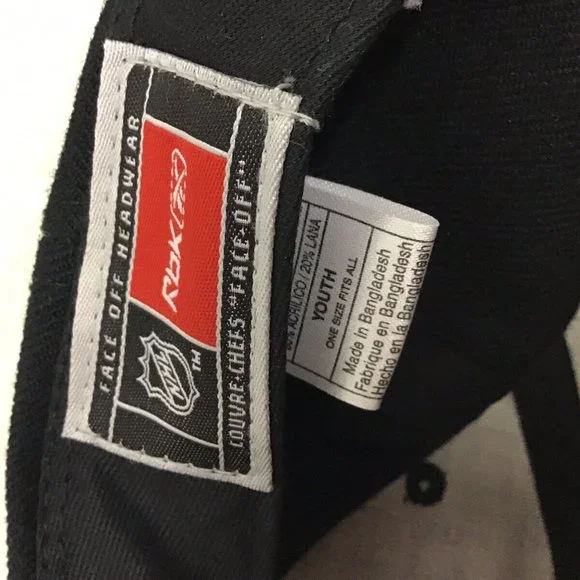 FACE OFF HEADWEAR
Rbk
NHL
TM
COUVRE-CHEFS "FACE-OFF"
ACRILICO / 20% LANA
YOUTH
ONE SIZE FITS ALL
Made in Bangladesh
Fabrique en Bangladesh
Hecho en la Bangladesh